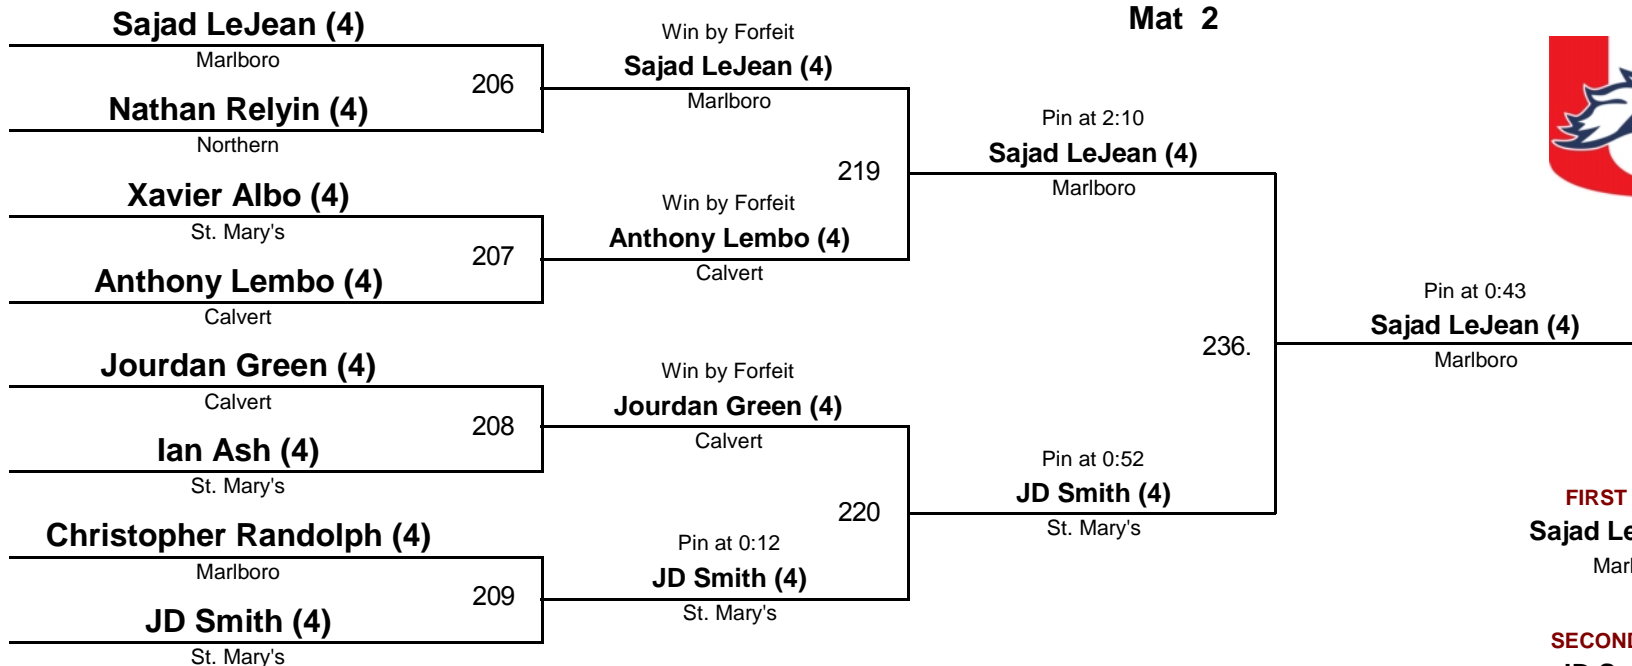 Mat 2
Sajad LeJean (4)
Marlboro
206
Nathan Relyin (4)
Northern
Xavier Albo (4)
St. Mary's
207
Anthony Lembo (4)
Calvert
Jourdan Green (4)
Calvert
208
Ian Ash (4)
St. Mary's
Christopher Randolph (4)
Marlboro
209
JD Smith (4)
St. Mary's
Win by Forfeit
Sajad LeJean (4)
Marlboro
219
Win by Forfeit
Anthony Lembo (4)
Calvert
Win by Forfeit
Jourdan Green (4)
Calvert
220
Pin at 0:12
JD Smith (4)
St. Mary's
Pin at 2:10
Sajad LeJean (4)
Marlboro
236.
Pin at 0:52
JD Smith (4)
St. Mary's
Pin at 0:43
Sajad LeJean (4)
Marlboro
FIRST
Sajad Le
Marl
SECOND